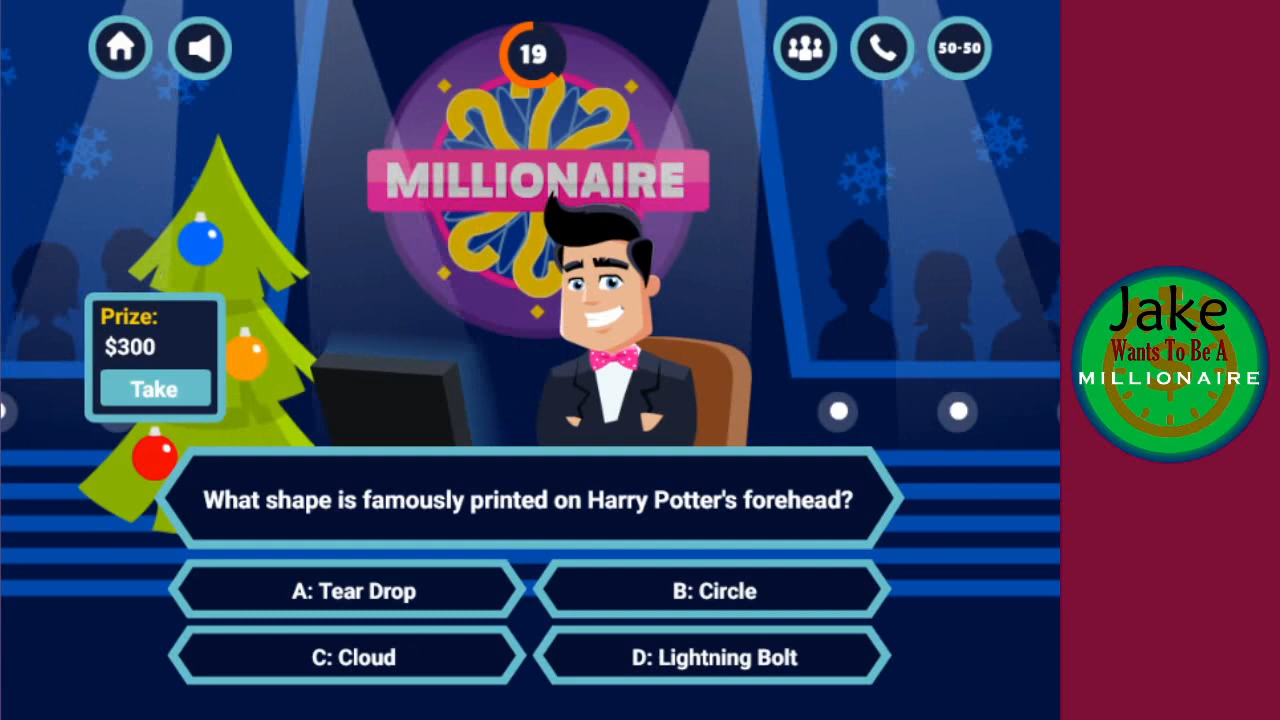 19
50-50
MILLIONAIRE
Prize:
$300
Take
Jake
Wants To Be A
MILLIONAIRE
What shape is famously printed on Harry Potter's forehead?
A: Tear Drop
B: Circle
C: Cloud
D: Lightning Bolt